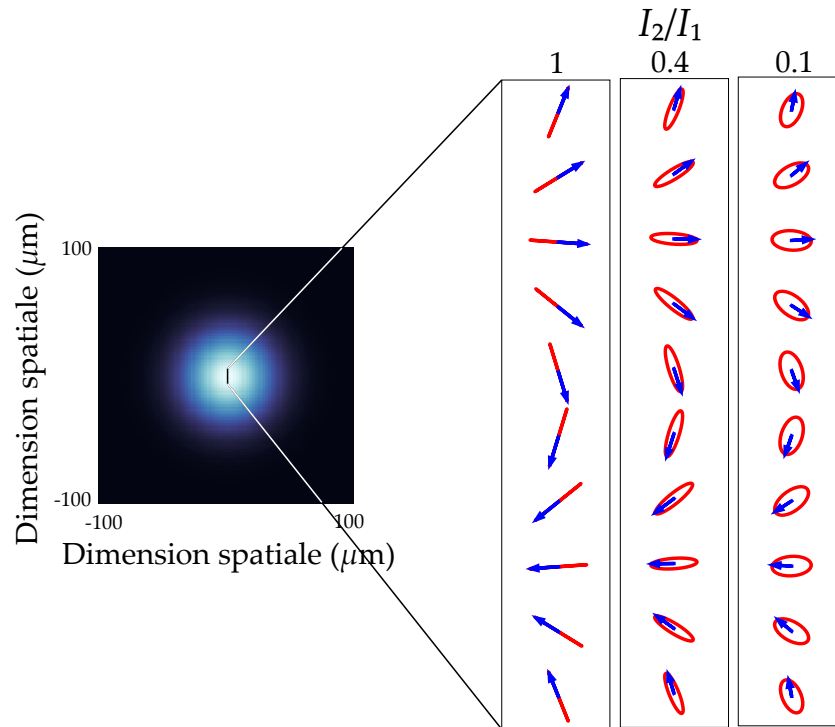 I₂/I₁
1 0.4 0.1
100
Dimension spatiale (μm)
-100
-100 100
Dimension spatiale (μm)